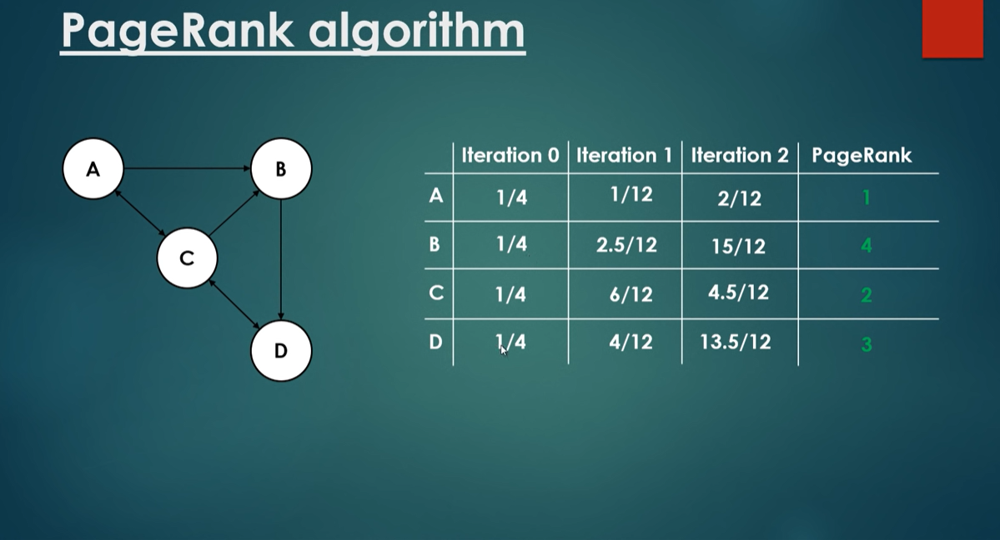 PageRank algorithm
A
B
C
D
Iteration 0 Iteration 1 Iteration 2 PageRank
A 1/4 1/12 2/12 1
B 1/4 2.5/12 15/12 4
C 1/4 6/12 4.5/12 2
D 1/4 4/12 13.5/12 3